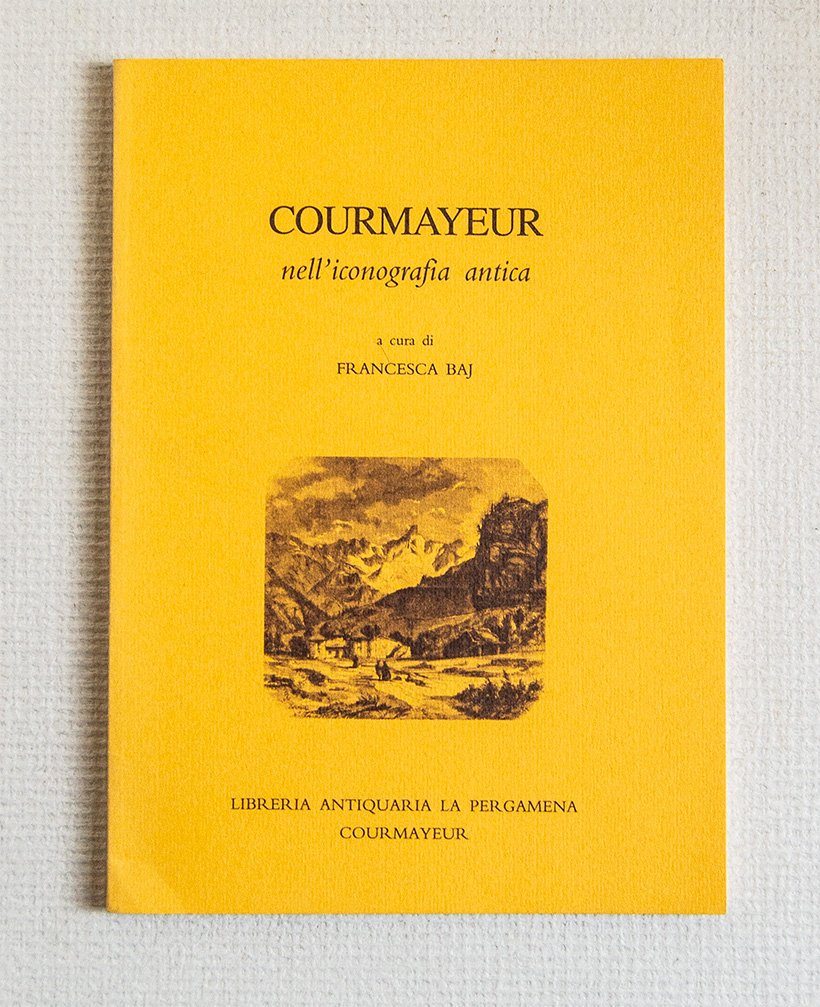 COURMAYEUR
nell'iconografia antica
a cura di
FRANCESCA BAJ
LIBRERIA ANTIQUARIA LA PERGAMENA
COURMAYEUR